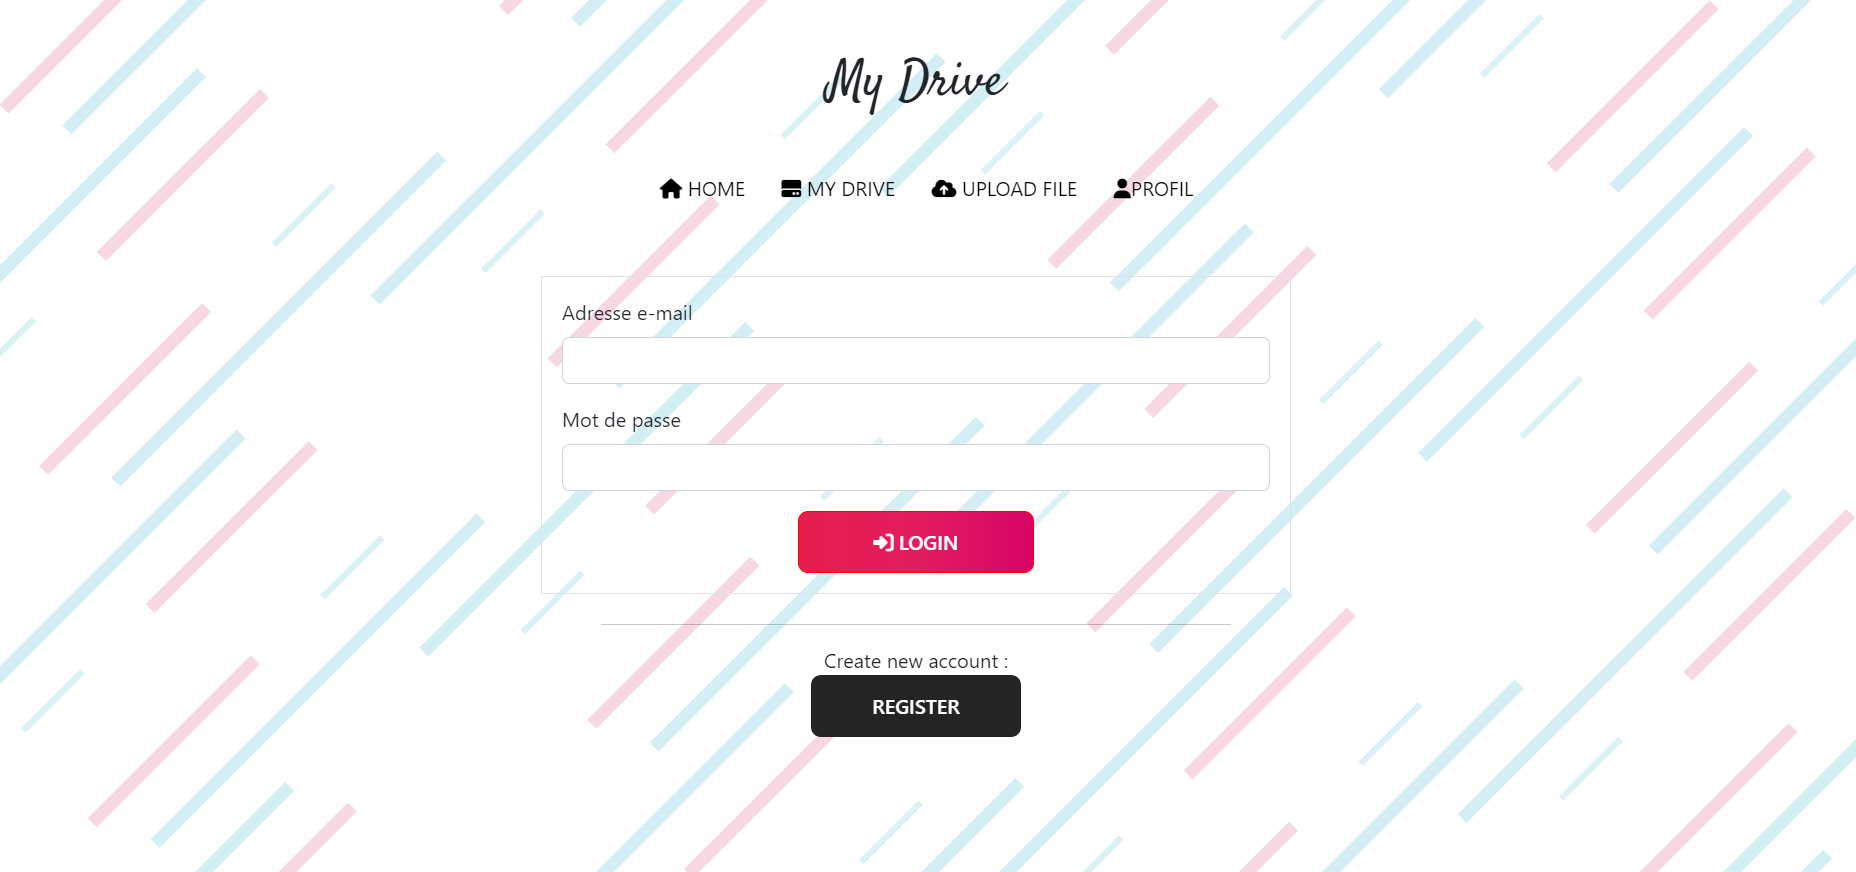 My Drive
HOME MY DRIVE UPLOAD FILE PROFIL
Adresse e-mail
Mot de passe
LOGIN
Create new account :
REGISTER